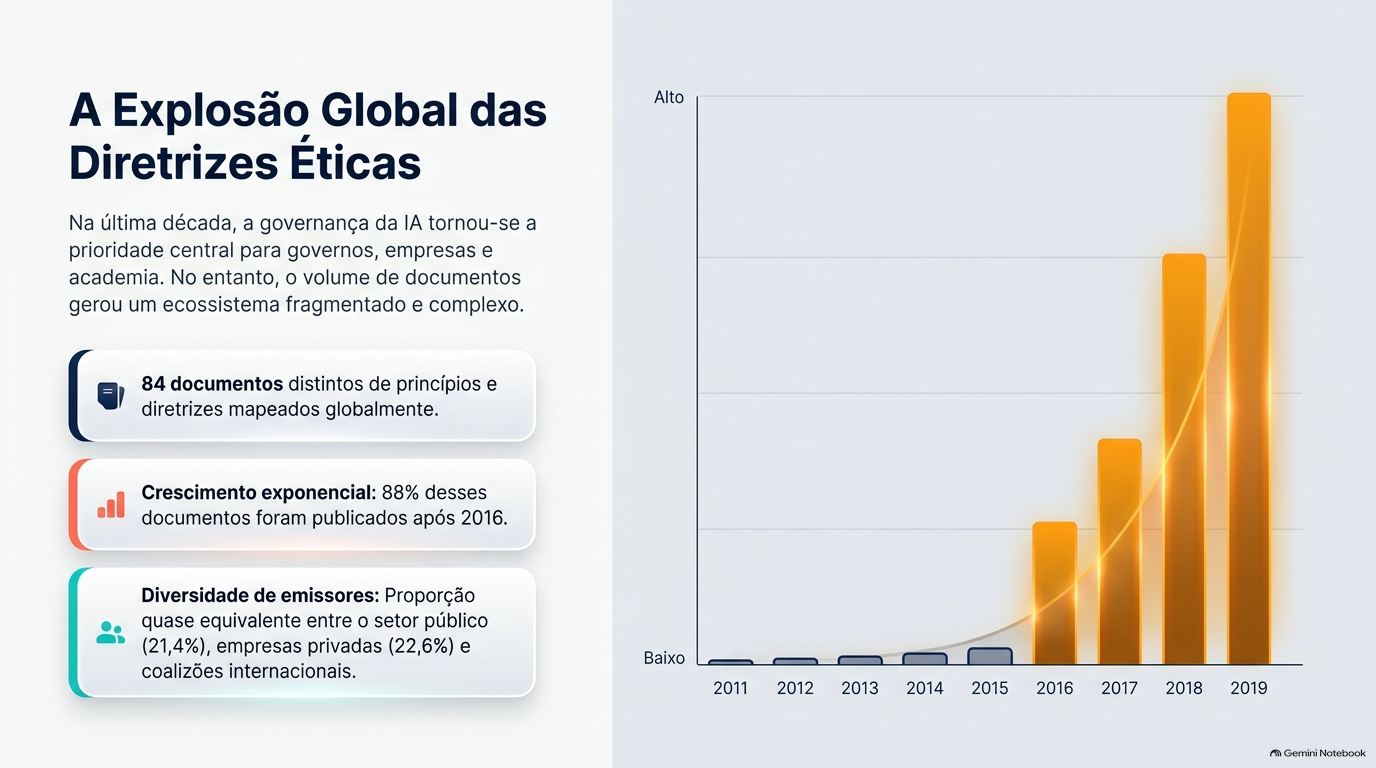 A Explosão Global das
Diretrizes Éticas
Na última década, a governança da IA tornou-se a
prioridade central para governos, empresas e
academia. No entanto, o volume de documentos
gerou um ecossistema fragmentado e complexo.
84 documentos distintos de princípios e
diretrizes mapeados globalmente.
Crescimento exponencial: 88% desses
documentos foram publicados após 2016.
Diversidade de emissores: Proporção
quase equivalente entre o setor público
(21,4%), empresas privadas (22,6%) e
coalizões internacionais.
Alto
Baixo
2011 2012 2013 2014 2015 2016 2017 2018 2019
Gemini Notebook